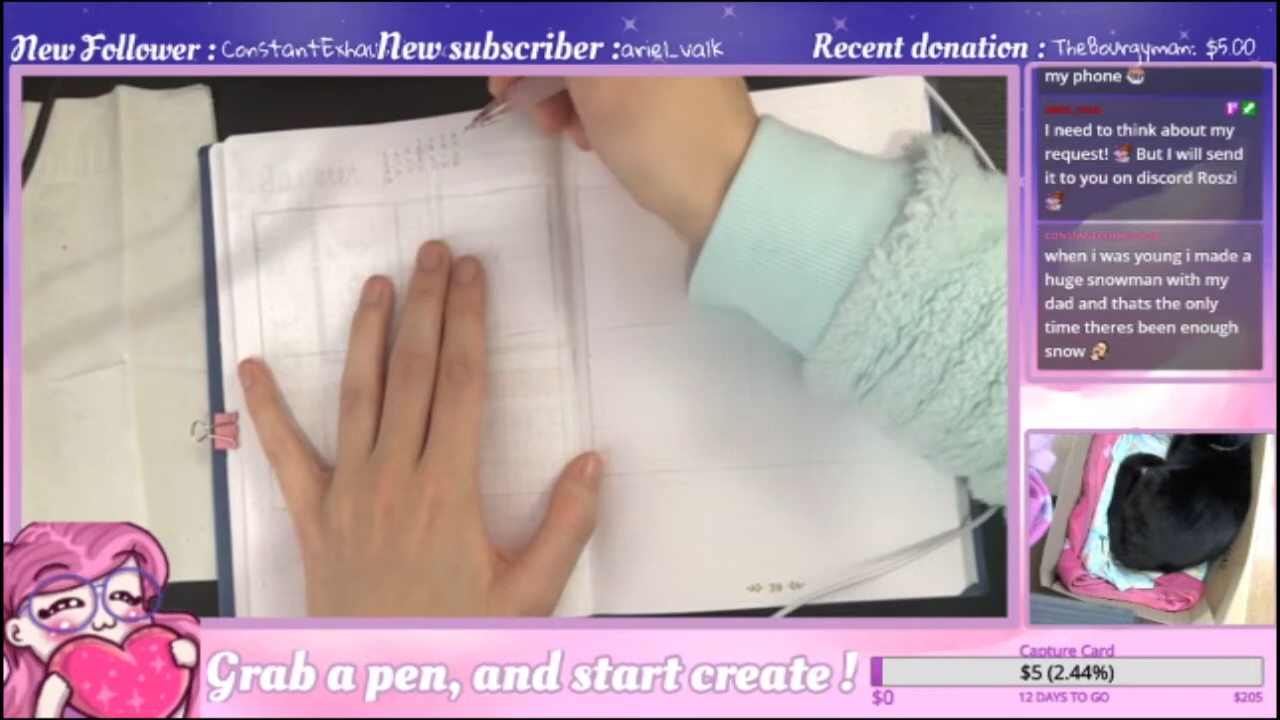 New Follower : ConstantExhau
New subscriber : ariel_valk
Recent donation : TheBourgyman: $5.00
my phone
I need to think about my
request! But I will send
it to you on discord Roszi
when i was young i made a
huge snowman with my
dad and thats the only
time theres been enough
snow
39
Grab a pen, and start create !
Capture Card
$5 (2.44%)
$0
12 DAYS TO GO
$205